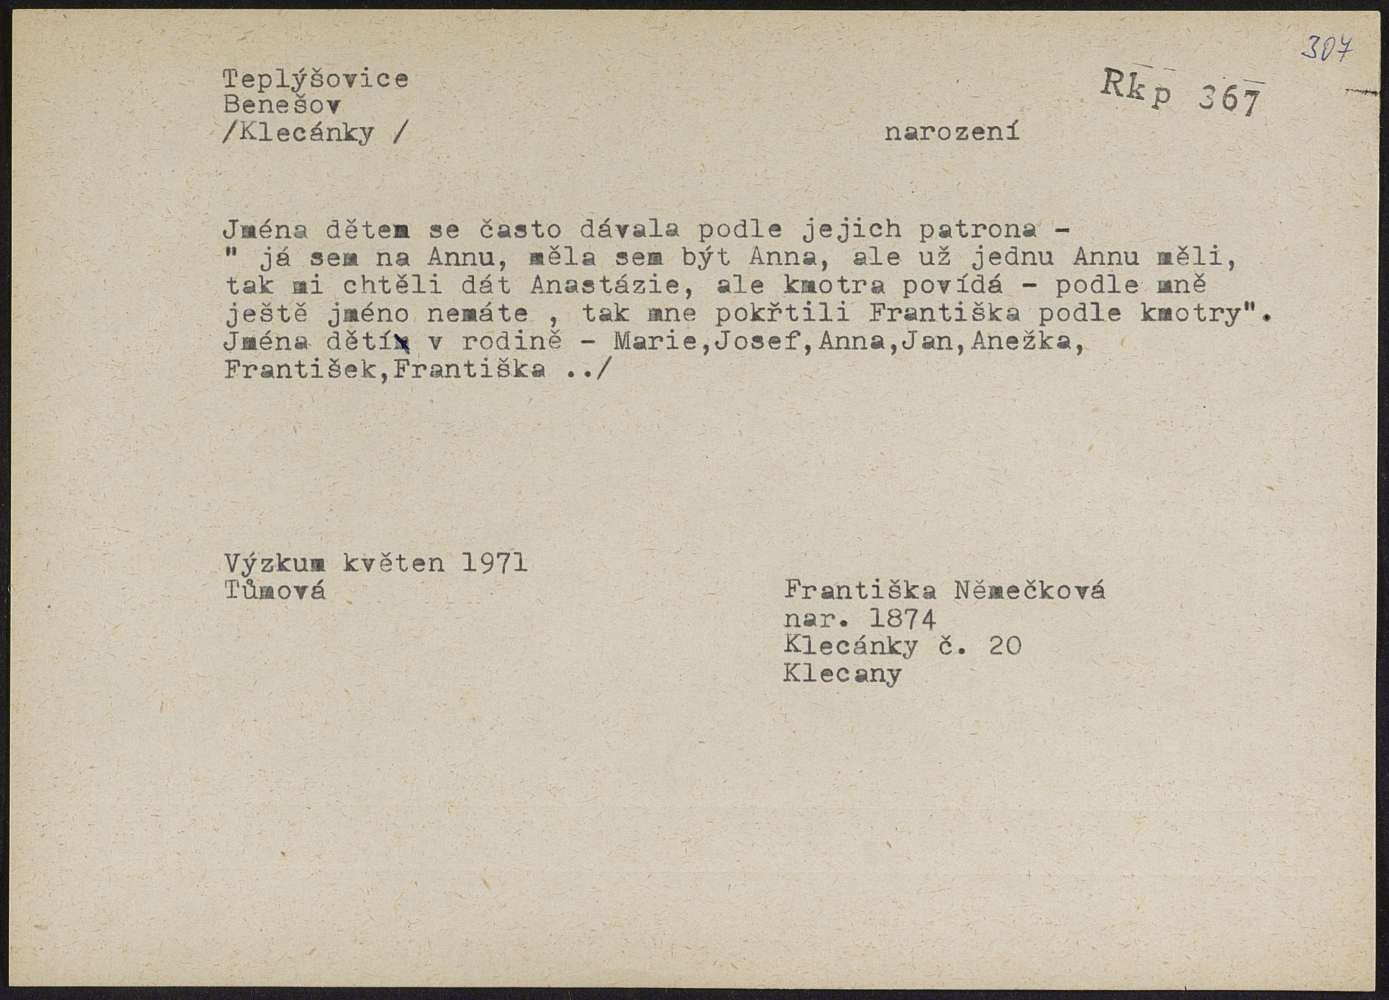 307
Rkp 367
Teplýšovice
Benešov
/Klecánky /
narození
Jména dětem se často dávala podle jejich patrona -
" já sem na Annu, měla sem být Anna, ale už jednu Annu měli,
tak mi chtěli dát Anastázie, ale kmotra povídá - podle mně
ještě jméno nemáte , tak mne pokřtili Františka podle kmotry".
Jména dětí v rodině - Marie,Josef,Anna,Jan,Anežka,
František,Františka ../
Výzkum květen 1971
Tůmová
Františka Němečková
nar. 1874
Klecánky č. 20
Klecany